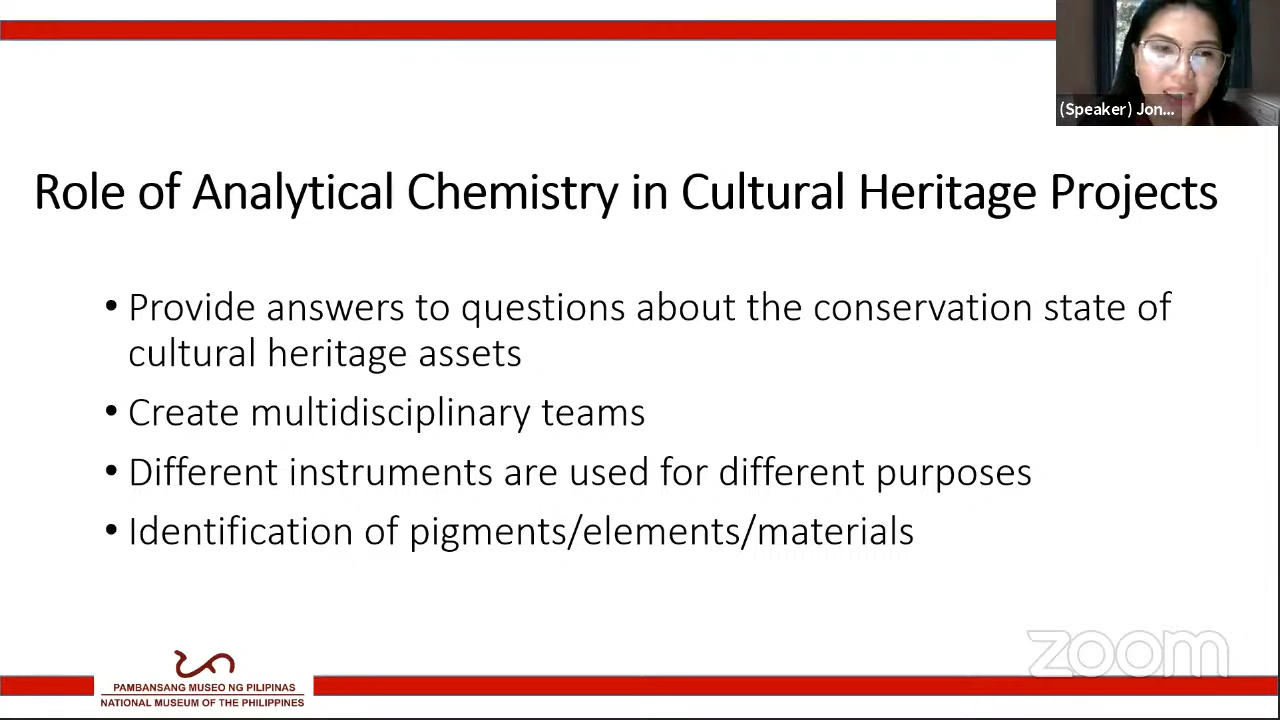 (Speaker) Jon...
Role of Analytical Chemistry in Cultural Heritage Projects
• Provide answers to questions about the conservation state of
cultural heritage assets
• Create multidisciplinary teams
• Different instruments are used for different purposes
• Identification of pigments/elements/materials
zoom
PAMBANSANG MUSEO NG PILIPINAS
NATIONAL MUSEUM OF THE PHILIPPINES